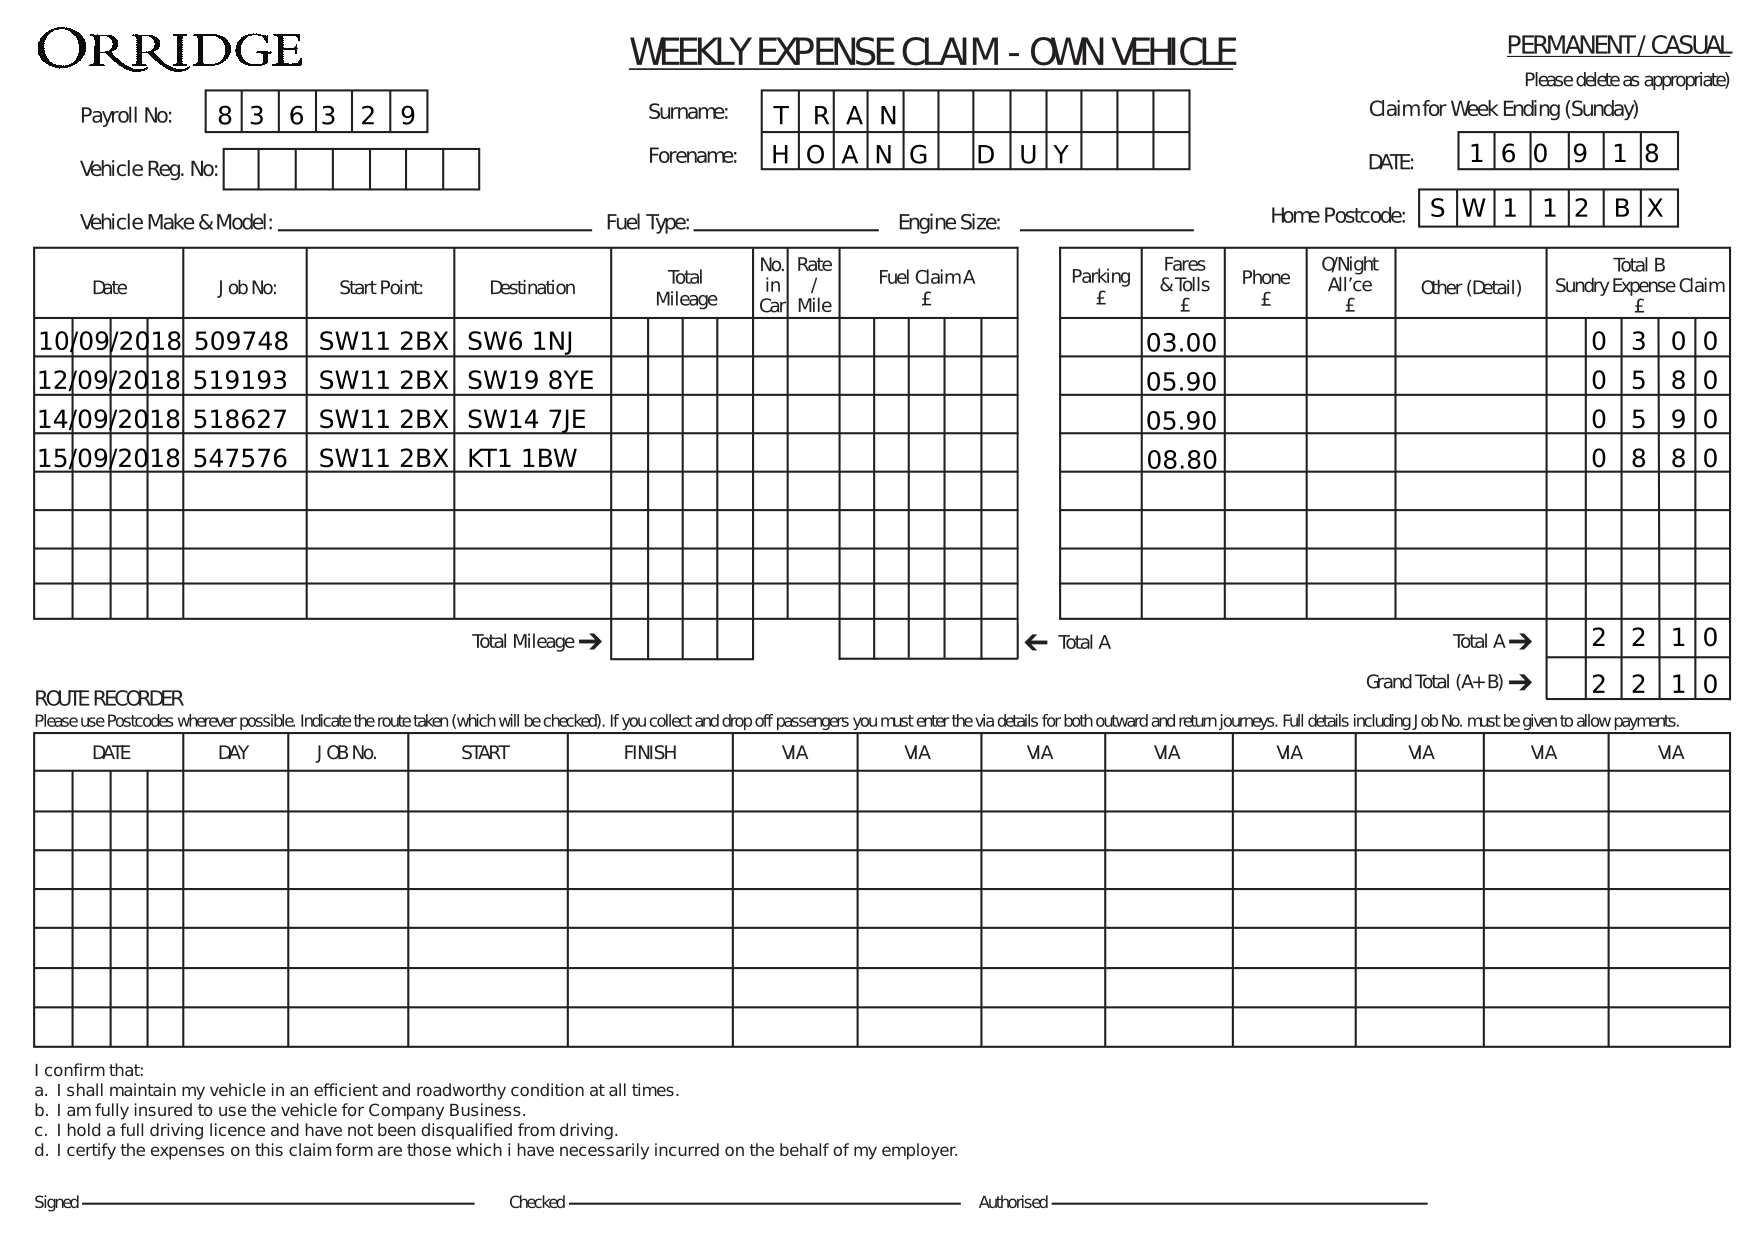 ORRIDGE
WEEKLY EXPENSE CLAIM - OWN VEHICLE
PERMANENT / CASUAL
Please delete as appropriate)
Payroll No: 8 3 6 3 2 9
Surname: T R A N
Claim for Week Ending (Sunday)
Vehicle Reg. No:
Forename: H O A N G D U Y
DATE: 1 6 0 9 1 8
Vehicle Make & Model: Fuel Type: Engine Size:
Home Postcode: S W 1 1 2 B X
Date Job No: Start Point: Destination Total Mileage No. in Car Rate / Mile Fuel Claim A £ Parking £ Fares & Tolls £ Phone £ O/Night All'ce £ Other (Detail) Total B Sundry Expense Claim £
10/09/2018 509748 SW11 2BX SW6 1NJ 03.00 0 3 0 0
12/09/2018 519193 SW11 2BX SW19 8YE 05.90 0 5 8 0
14/09/2018 518627 SW11 2BX SW14 7JE 05.90 0 5 9 0
15/09/2018 547576 SW11 2BX KT1 1BW 08.80 0 8 8 0
Total Mileage ➔ ← Total A Total A ➔ 2 2 1 0
Grand Total (A+B) ➔ 2 2 1 0
ROUTE RECORDER
Please use Postcodes wherever possible. Indicate the route taken (which will be checked). If you collect and drop off passengers you must enter the via details for both outward and return journeys. Full details including Job No. must be given to allow payments.
DATE DAY JOB No. START FINISH VIA VIA VIA VIA VIA VIA VIA VIA
I confirm that:
a. I shall maintain my vehicle in an efficient and roadworthy condition at all times.
b. I am fully insured to use the vehicle for Company Business.
c. I hold a full driving licence and have not been disqualified from driving.
d. I certify the expenses on this claim form are those which i have necessarily incurred on the behalf of my employer.
Signed Checked Authorised